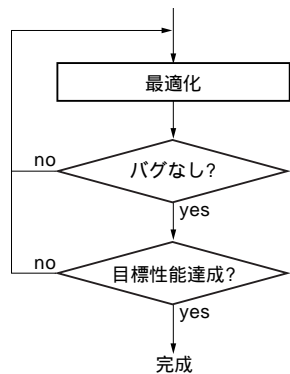 最適化
no
バグなし?
yes
no
目標性能達成?
yes
完成